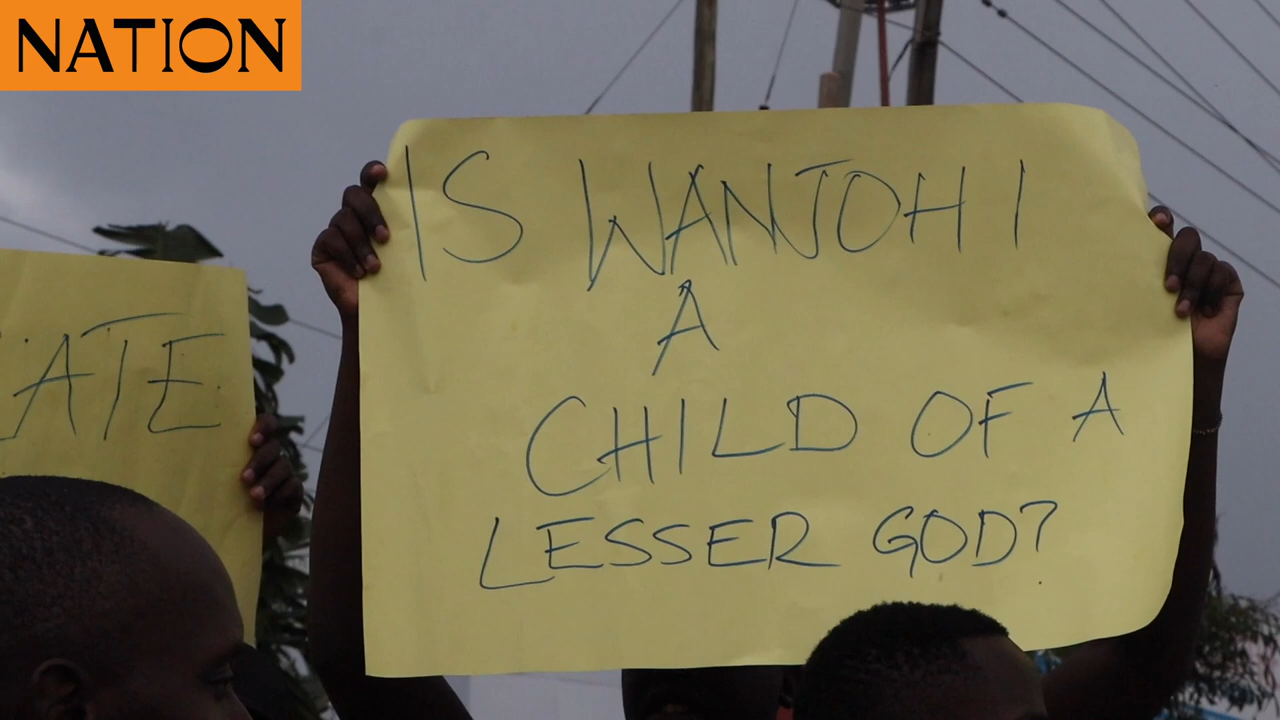 NATION
IS WANJOHI
A
CHILD OF A
LESSER GOD?
ATE